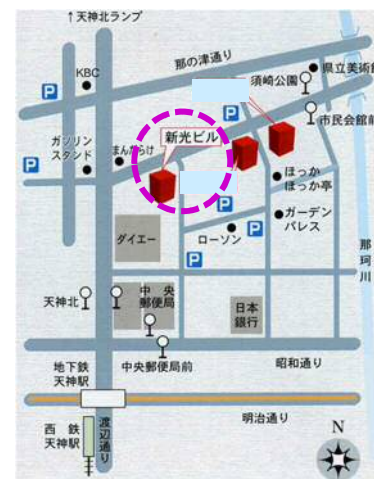 ↑天神北ランプ
那の津通り
県立美術館
KBC
須崎公園
P
P
市民会館前
新光ビル
ガソリン
スタンド
まんだらけ
P
ほっか
ほっか亭
ガーデン
パレス
P
ダイエー
ローソン
P
那珂川
天神北
中央
郵便局
日本
銀行
中央郵便局前
昭和通り
地下鉄
天神駅
明治通り
西鉄
天神駅
渡辺通り
N